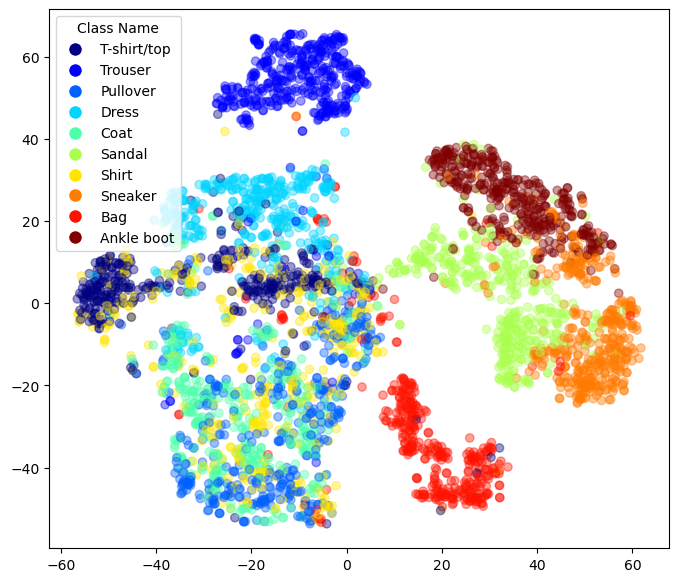 Class Name
T-shirt/top
Trouser
Pullover
Dress
Coat
Sandal
Shirt
Sneaker
Bag
Ankle boot
60
40
20
0
−20
−40
−60 −40 −20 0 20 40 60